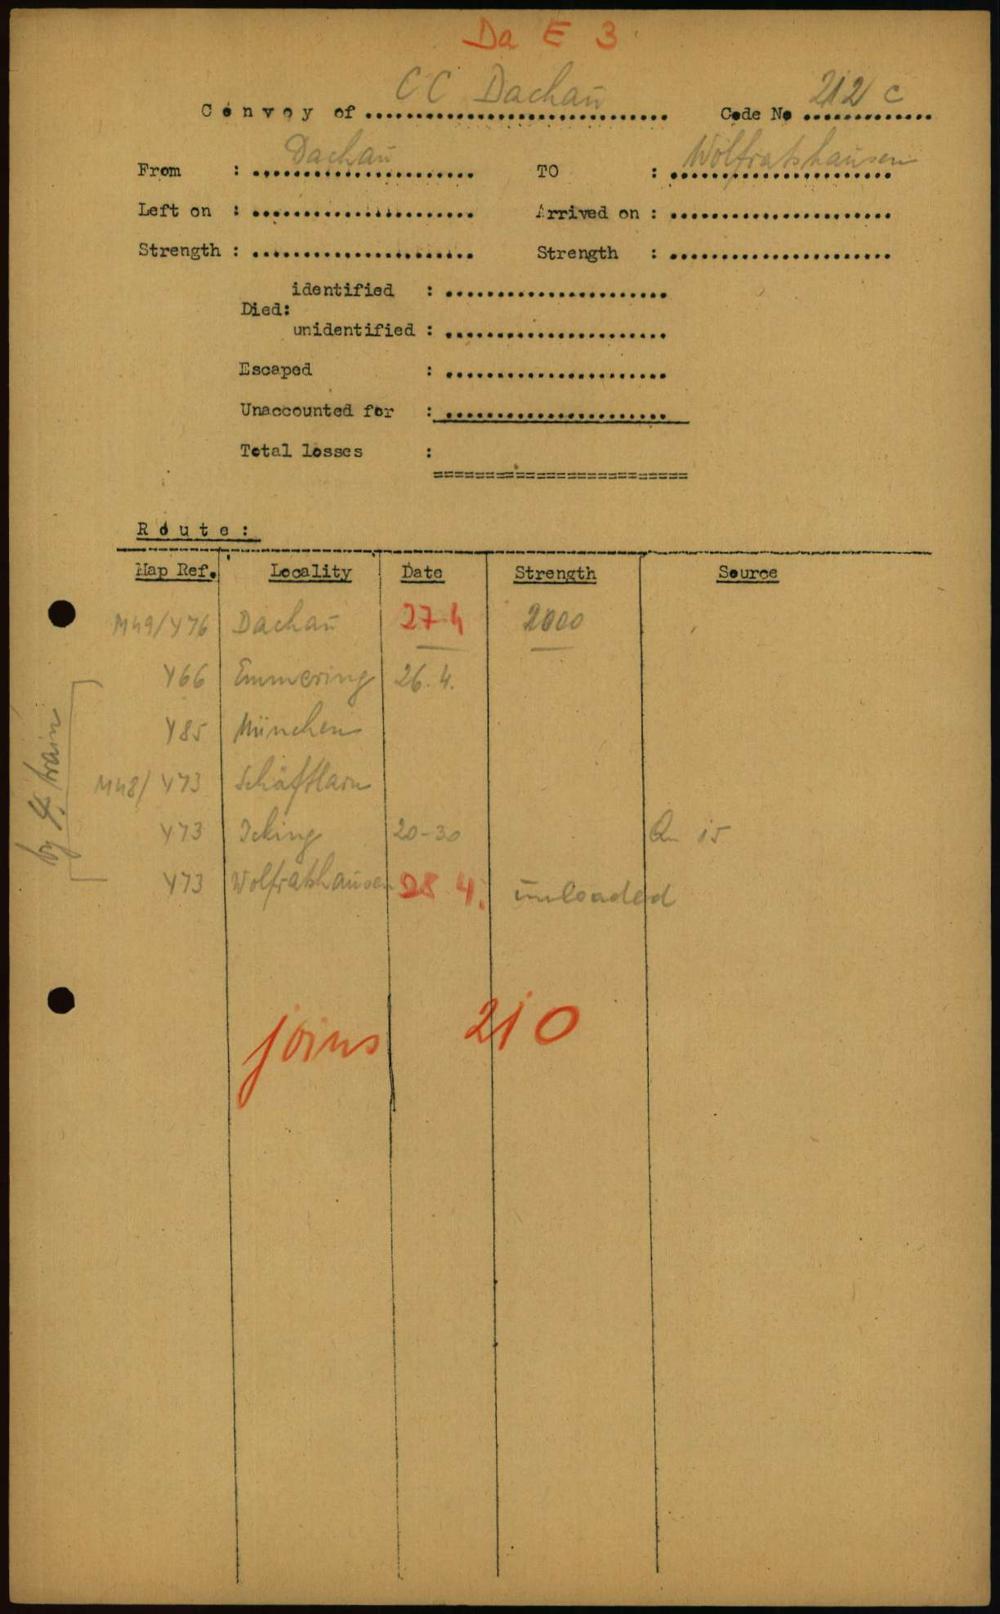 Da E 3
Convoy of CC Dachau Code No 212 c
From : Dachau TO : Wolfratshausen
Left on : Arrived on :
Strength : Strength :
identified :
Died:
unidentified :
Escaped :
Unaccounted for :
Total losses :
Route:
Map Ref. Locality Date Strength Source
M49/Y76 Dachau 27.4 2000
Y66 Emmering 26.4.
Y85 München
M48/Y73 Schäftlarn
Y73 Icking 20-30 Qu 15
Y73 Wolfratshausen 28 4. unloaded
by train
joins 210